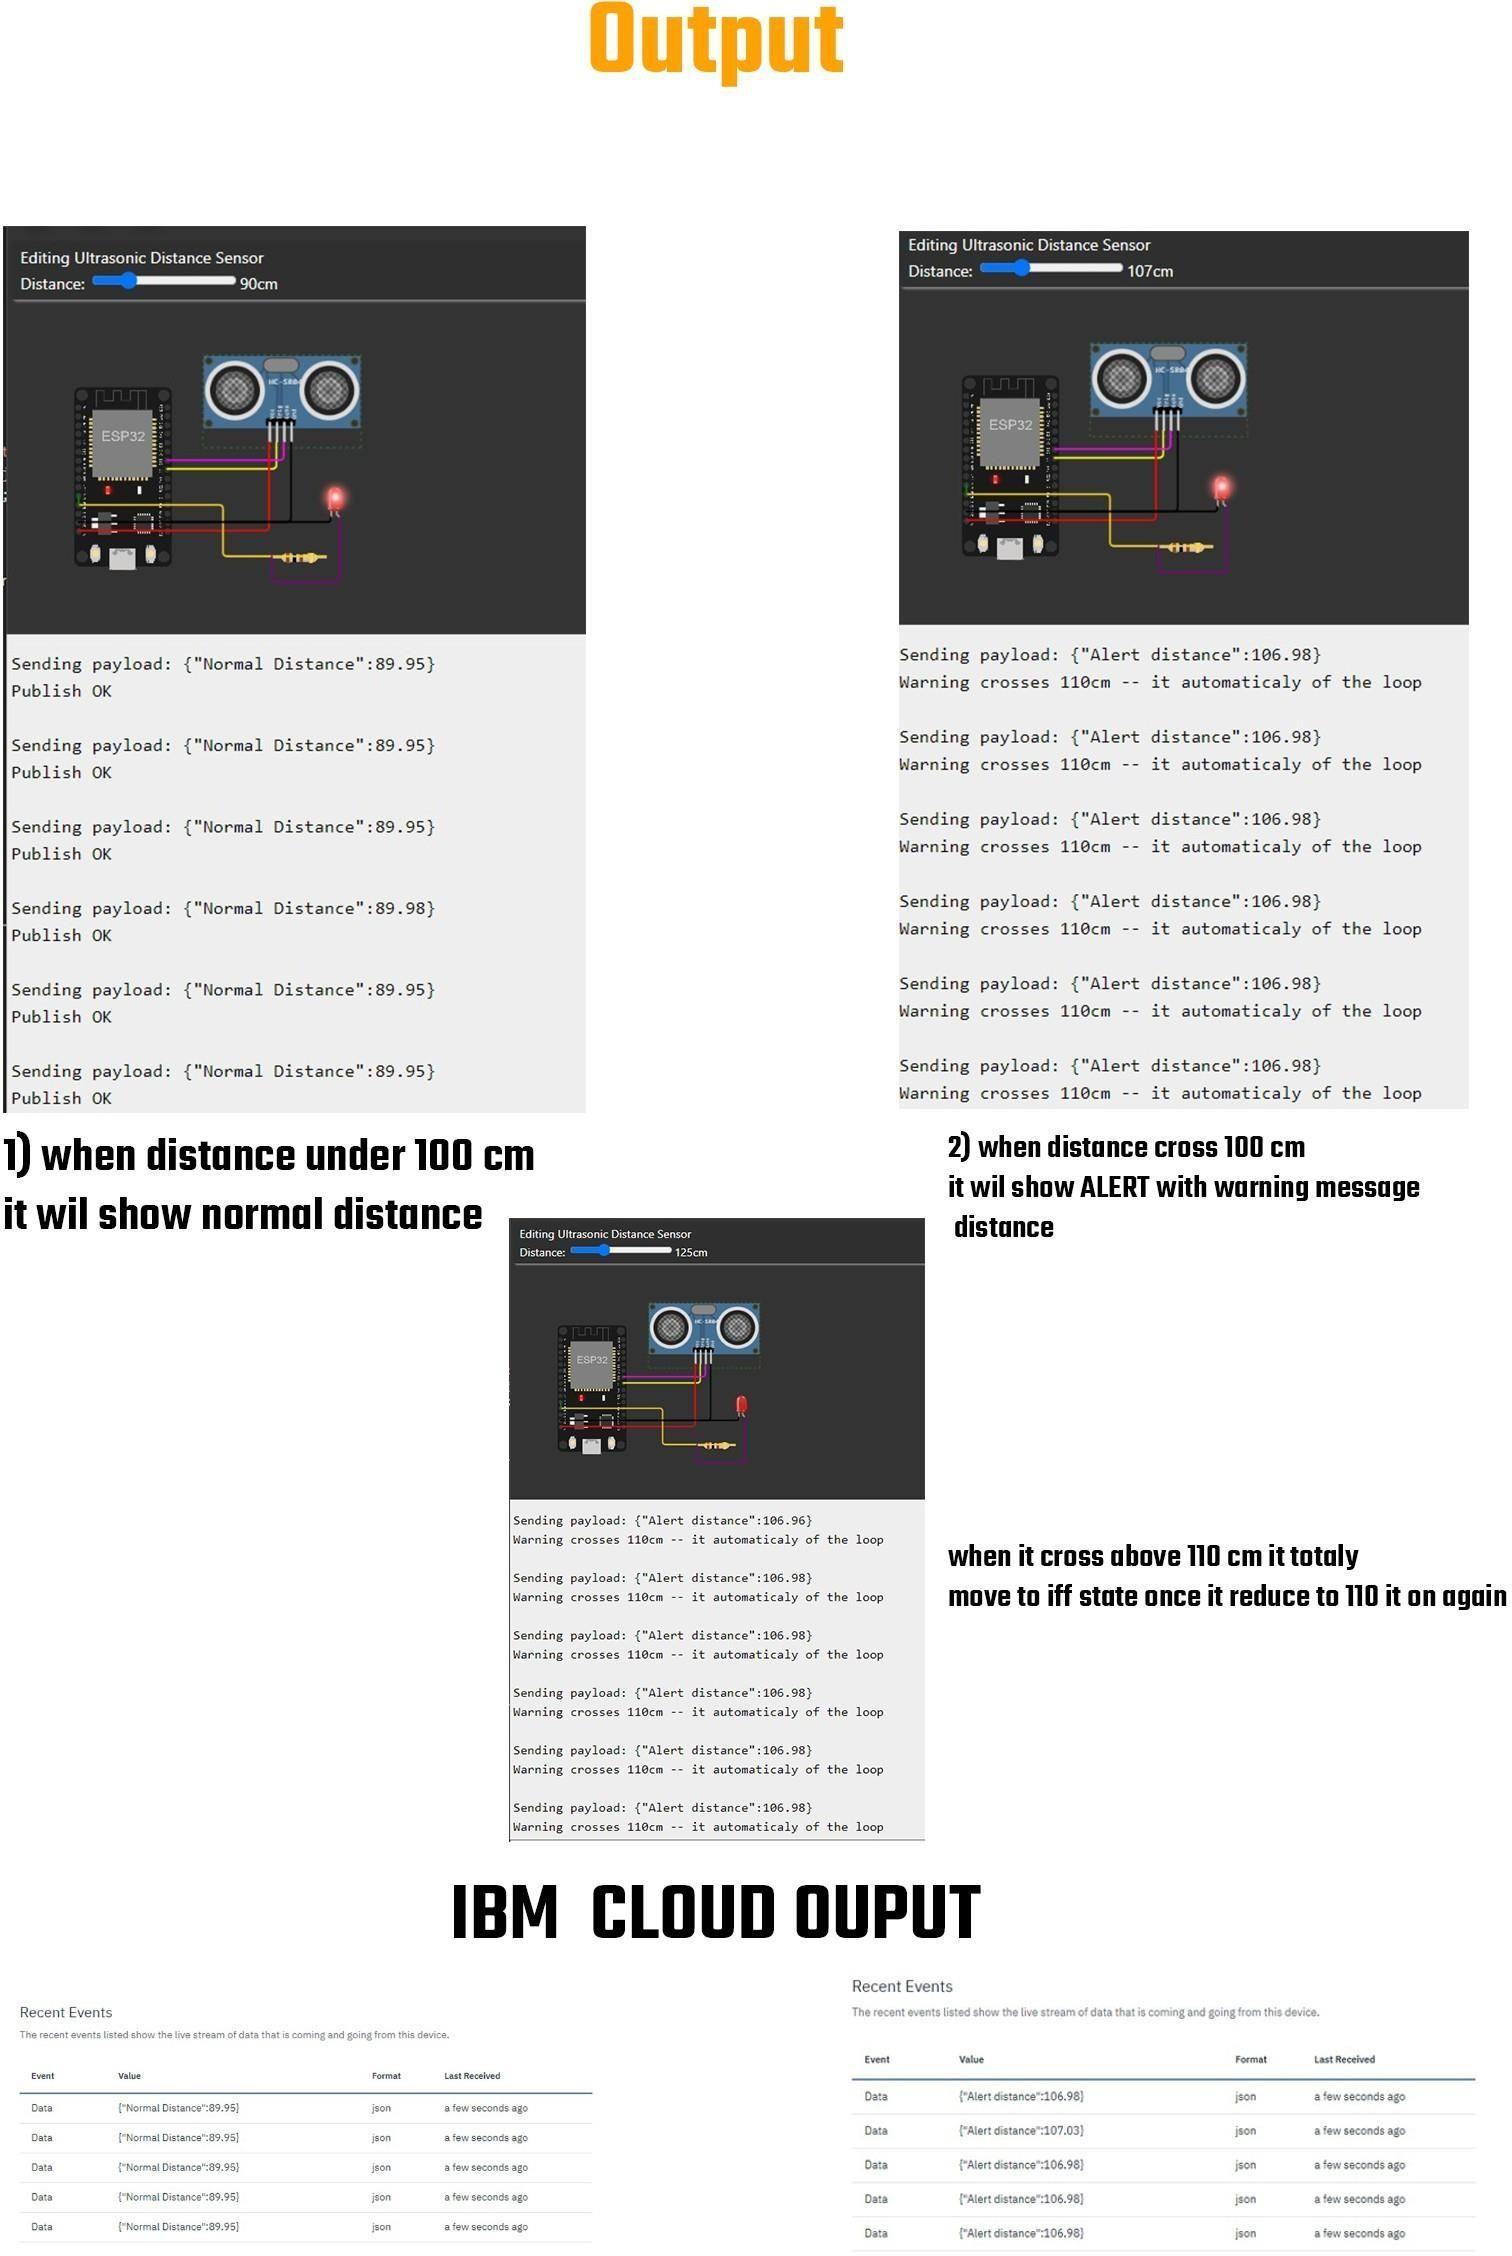 Output
Editing Ultrasonic Distance Sensor
Distance: 90cm
HC-SR04
ESP32
Sending payload: {"Normal Distance":89.95}
Publish OK
Sending payload: {"Normal Distance":89.95}
Publish OK
Sending payload: {"Normal Distance":89.95}
Publish OK
Sending payload: {"Normal Distance":89.98}
Publish OK
Sending payload: {"Normal Distance":89.95}
Publish OK
Sending payload: {"Normal Distance":89.95}
Publish OK
1) when distance under 100 cm
it wil show normal distance
Editing Ultrasonic Distance Sensor
Distance: 107cm
HC-SR04
ESP32
Sending payload: {"Alert distance":106.98}
Warning crosses 110cm -- it automaticaly of the loop
Sending payload: {"Alert distance":106.98}
Warning crosses 110cm -- it automaticaly of the loop
Sending payload: {"Alert distance":106.98}
Warning crosses 110cm -- it automaticaly of the loop
Sending payload: {"Alert distance":106.98}
Warning crosses 110cm -- it automaticaly of the loop
Sending payload: {"Alert distance":106.98}
Warning crosses 110cm -- it automaticaly of the loop
Sending payload: {"Alert distance":106.98}
Warning crosses 110cm -- it automaticaly of the loop
2) when distance cross 100 cm
it wil show ALERT with warning message
distance
Editing Ultrasonic Distance Sensor
Distance: 125cm
HC-SR04
ESP32
Sending payload: {"Alert distance":106.96}
Warning crosses 110cm -- it automaticaly of the loop
Sending payload: {"Alert distance":106.98}
Warning crosses 110cm -- it automaticaly of the loop
Sending payload: {"Alert distance":106.98}
Warning crosses 110cm -- it automaticaly of the loop
Sending payload: {"Alert distance":106.98}
Warning crosses 110cm -- it automaticaly of the loop
Sending payload: {"Alert distance":106.98}
Warning crosses 110cm -- it automaticaly of the loop
Sending payload: {"Alert distance":106.98}
Warning crosses 110cm -- it automaticaly of the loop
when it cross above 110 cm it totaly
move to iff state once it reduce to 110 it on again
IBM CLOUD OUPUT
Recent Events
The recent events listed show the live stream of data that is coming and going from this device.
Event Value Format Last Received
Data {"Normal Distance":89.95} json a few seconds ago
Data {"Normal Distance":89.95} json a few seconds ago
Data {"Normal Distance":89.95} json a few seconds ago
Data {"Normal Distance":89.95} json a few seconds ago
Data {"Normal Distance":89.95} json a few seconds ago
Recent Events
The recent events listed show the live stream of data that is coming and going from this device.
Event Value Format Last Received
Data {"Alert distance":106.98} json a few seconds ago
Data {"Alert distance":107.03} json a few seconds ago
Data {"Alert distance":106.98} json a few seconds ago
Data {"Alert distance":106.98} json a few seconds ago
Data {"Alert distance":106.98} json a few seconds ago